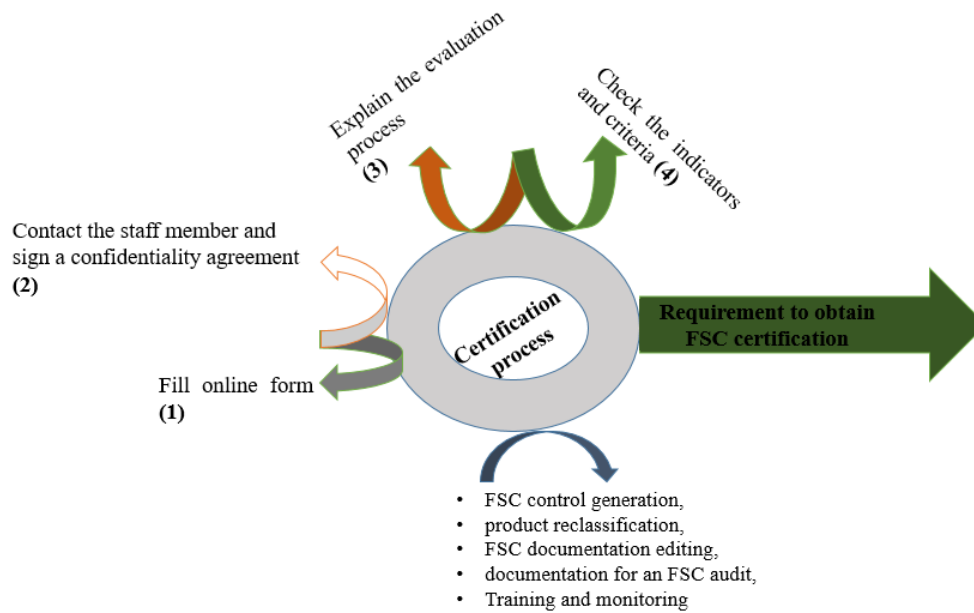 Explain the evaluation
process
(3)
Check the indicators
and criteria (4)
Contact the staff member and
sign a confidentiality agreement
(2)
Certification
process
Requirement to obtain
FSC certification
Fill online form
(1)
• FSC control generation,
• product reclassification,
• FSC documentation editing,
• documentation for an FSC audit,
• Training and monitoring